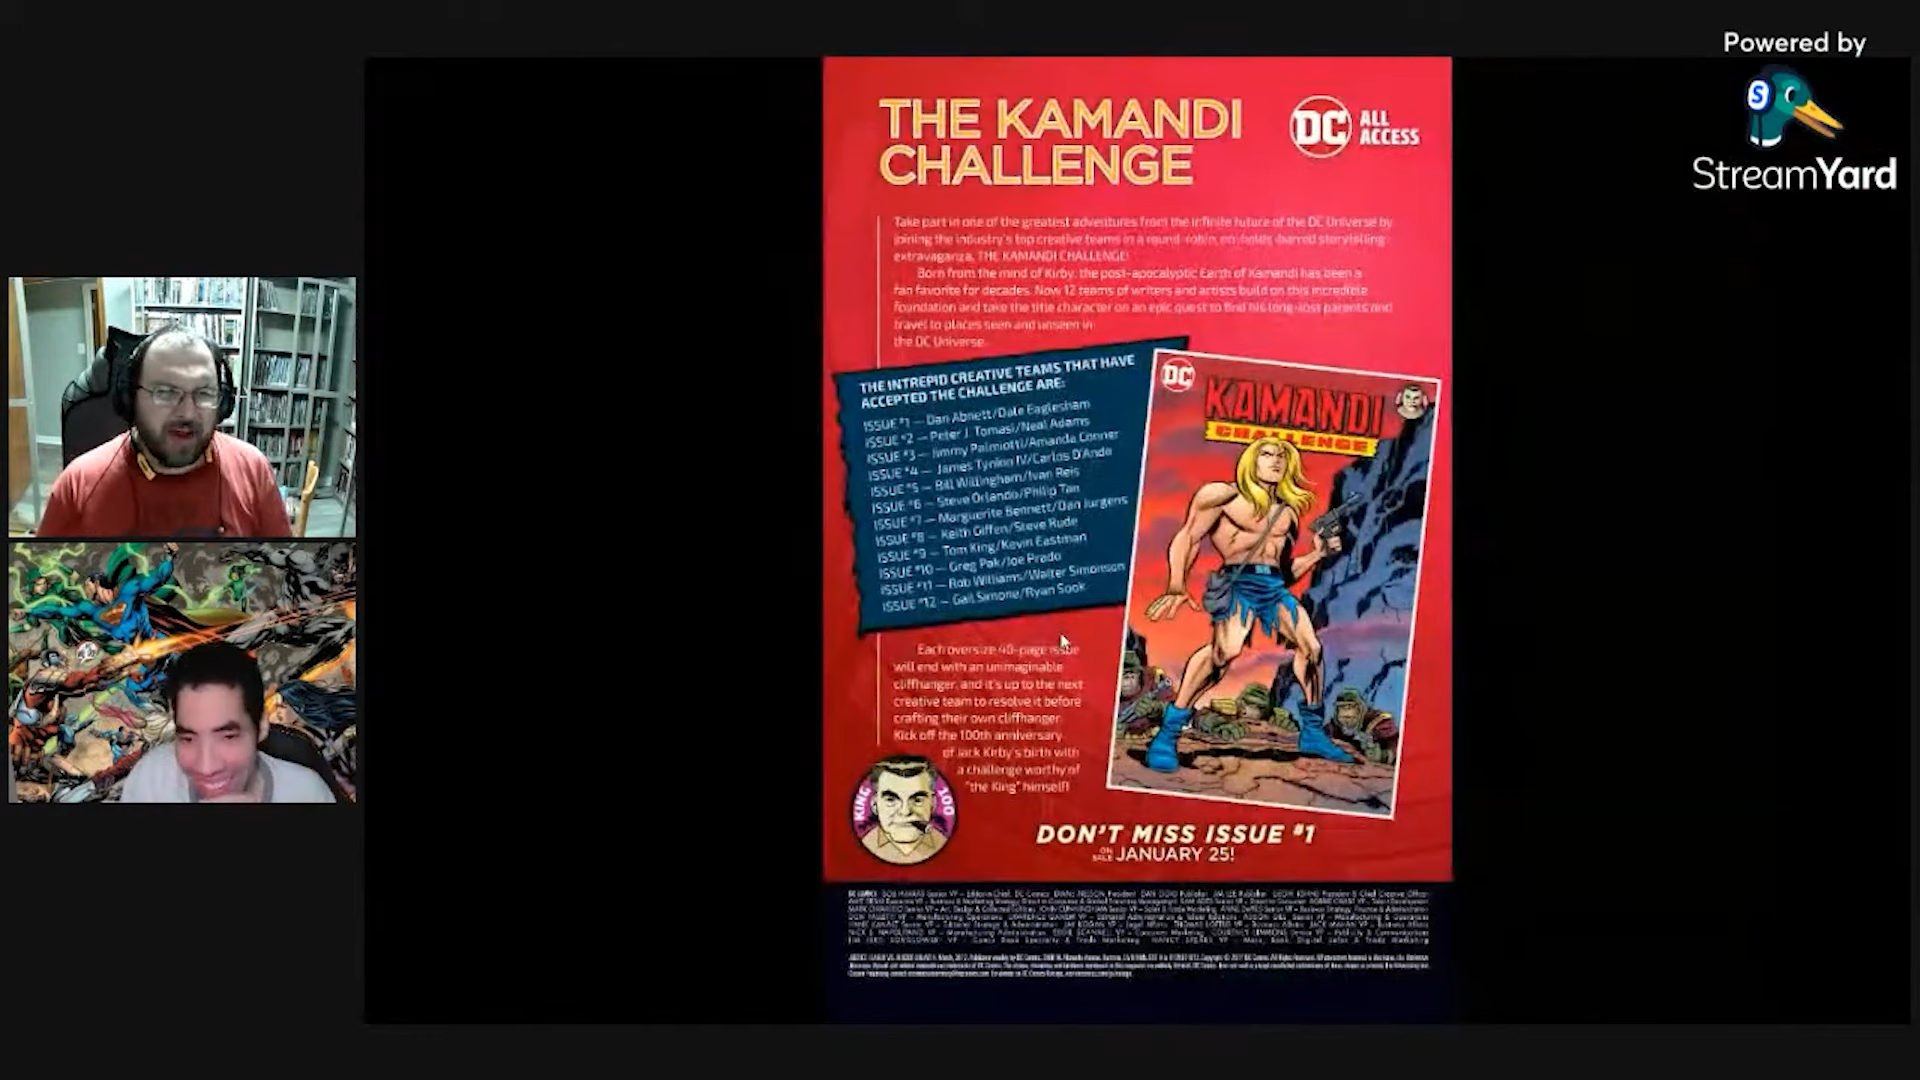 Powered by
StreamYard
THE KAMANDI
CHALLENGE
DC ALL
ACCESS
Take part in one of the greatest adventures from the infinite future of the DC Universe by
joining the industry's top creative teams in a round-robin, no-holds-barred storytelling
extravaganza, THE KAMANDI CHALLENGE!
Born from the mind of Kirby, the post-apocalyptic Earth of Kamandi has been a
fan favorite for decades. Now 12 teams of writers and artists build on this incredible
foundation and take the title character on an epic quest to find his long-lost parents and
travel to places seen and unseen in
the DC Universe.
THE INTREPID CREATIVE TEAMS THAT HAVE
ACCEPTED THE CHALLENGE ARE:
ISSUE #1 — Dan Abnett/Dale Eaglesham
ISSUE #2 — Peter J. Tomasi/Neal Adams
ISSUE #3 — Jimmy Palmiotti/Amanda Conner
ISSUE #4 — James Tynion IV/Carlos D'Anda
ISSUE #5 — Bill Willingham/Ivan Reis
ISSUE #6 — Steve Orlando/Philip Tan
ISSUE #7 — Marguerite Bennett/Dan Jurgens
ISSUE #8 — Keith Giffen/Steve Rude
ISSUE #9 — Tom King/Kevin Eastman
ISSUE #10 — Greg Pak/Joe Prado
ISSUE #11 — Rob Williams/Walter Simonson
ISSUE #12 — Gail Simone/Ryan Sook
DC
KAMANDI
CHALLENGE
Each oversize 40-page issue
will end with an unimaginable
cliffhanger, and it's up to the next
creative team to resolve it before
crafting their own cliffhanger.
Kick off the 100th anniversary
of Jack Kirby's birth with
a challenge worthy of
"the King" himself!
KING 100
DON'T MISS ISSUE #1
ON SALE JANUARY 25!